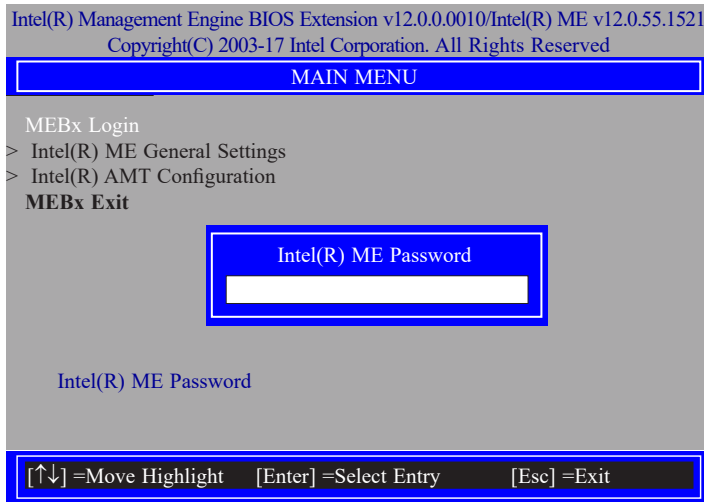 Intel(R) Management Engine BIOS Extension v12.0.0.0010/Intel(R) ME v12.0.55.1521
Copyright(C) 2003-17 Intel Corporation. All Rights Reserved
MAIN MENU
MEBx Login
> Intel(R) ME General Settings
> Intel(R) AMT Configuration
MEBx Exit
Intel(R) ME Password
Intel(R) ME Password
[↑↓] =Move Highlight [Enter] =Select Entry [Esc] =Exit